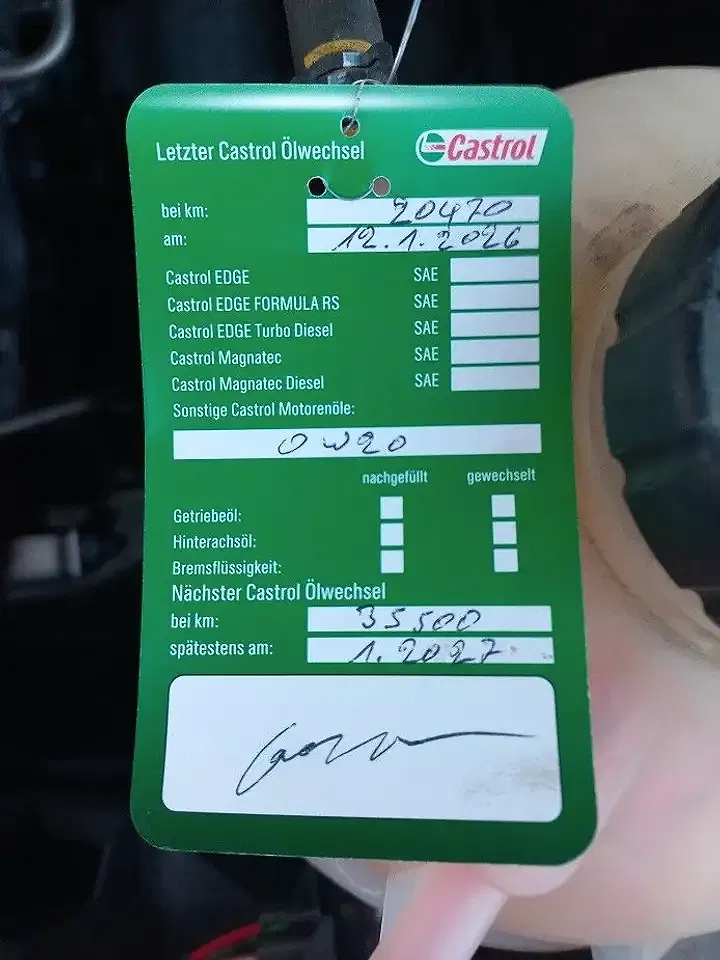 Letzter Castrol Ölwechsel
Castrol
bei km: 20470
am: 12.1.2026
Castrol EDGE SAE
Castrol EDGE FORMULA RS SAE
Castrol EDGE Turbo Diesel SAE
Castrol Magnatec SAE
Castrol Magnatec Diesel SAE
Sonstige Castrol Motorenöle:
0W20
nachgefüllt gewechselt
Getriebeöl:
Hinterachsöl:
Bremsflüssigkeit:
Nächster Castrol Ölwechsel
bei km: 35500
spätestens am: 1.2027